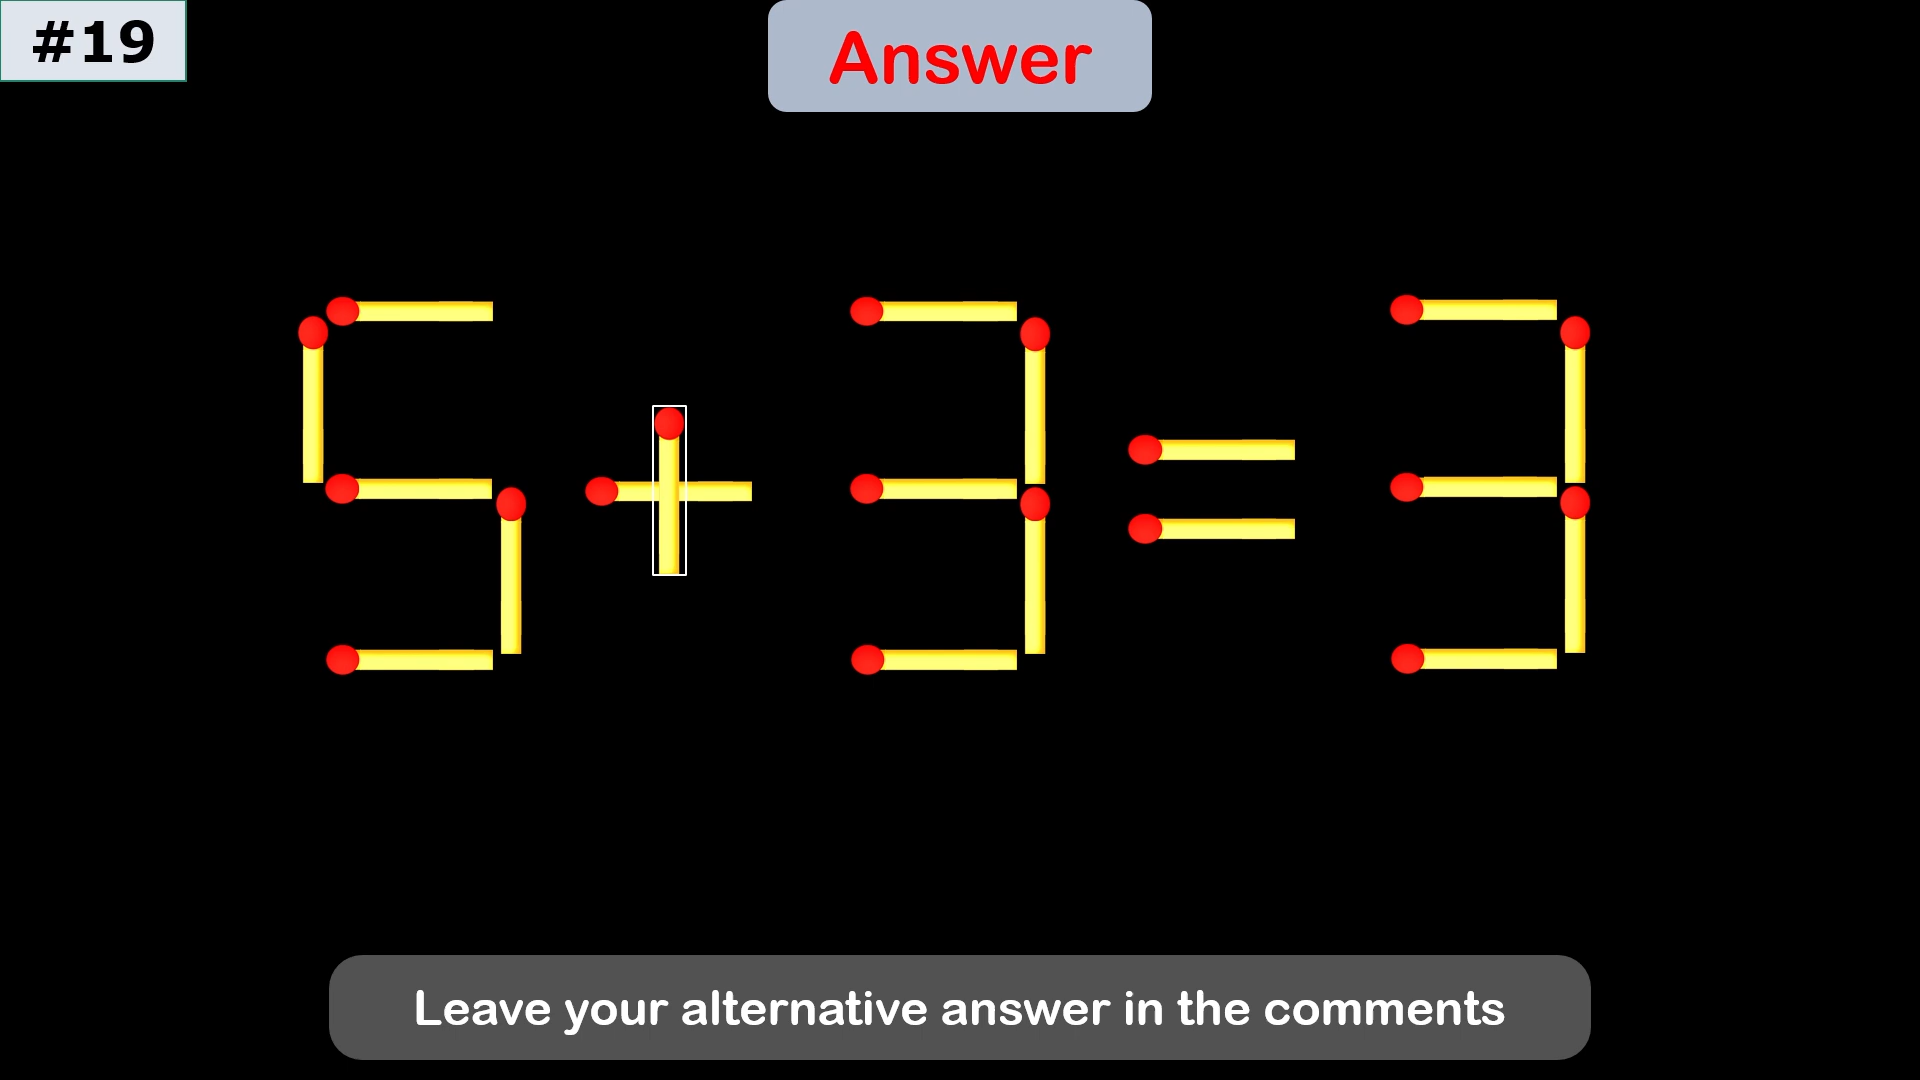 #19
Answer
5 + 3 = 3
Leave your alternative answer in the comments